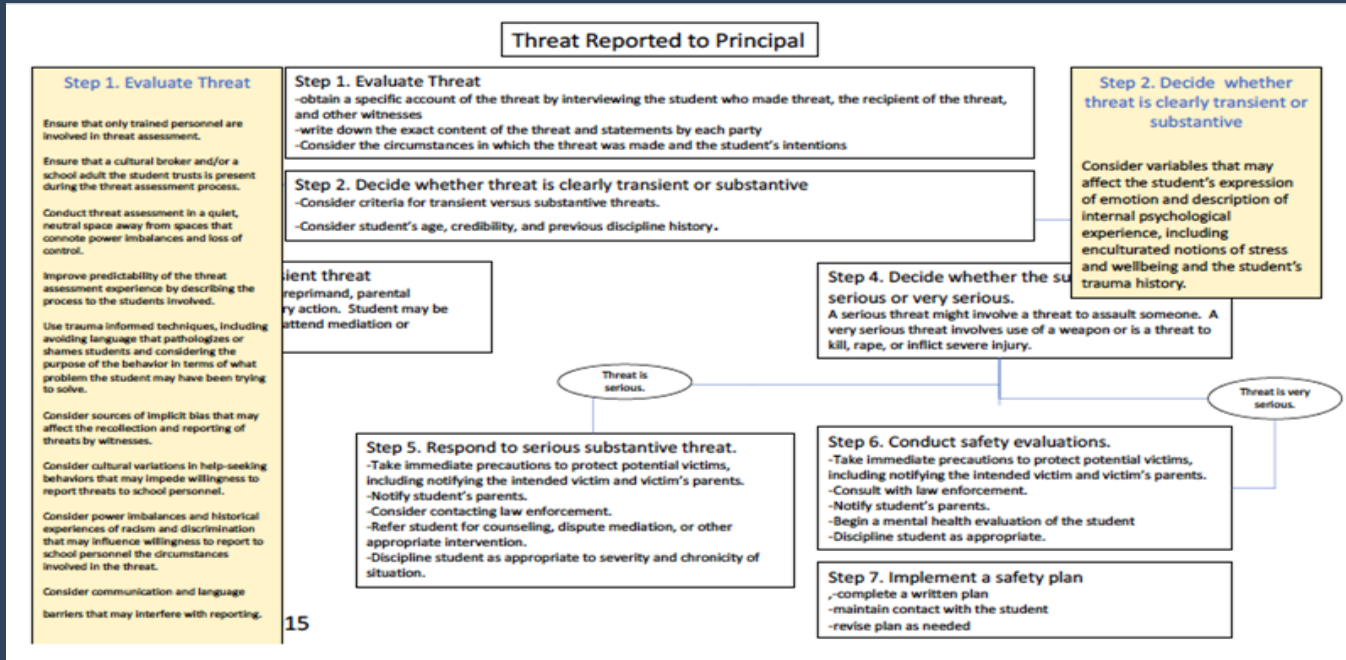 Threat Reported to Principal
Step 1. Evaluate Threat
Ensure that only trained personnel are
involved in threat assessment.
Ensure that a cultural broker and/or a
school adult the student trusts is present
during the threat assessment process.
Conduct threat assessment in a quiet,
neutral space away from spaces that
connote power imbalances and loss of
control.
Improve predictability of the threat
assessment experience by describing the
process to the students involved.
Use trauma informed techniques, including
avoiding language that pathologizes or
shames students and considering the
purpose of the behavior in terms of what
problem the student may have been trying
to solve.
Consider sources of implicit bias that may
affect the recollection and reporting of
threats by witnesses.
Consider cultural variations in help-seeking
behaviors that may impede willingness to
report threats to school personnel.
Consider power imbalances and historical
experiences of racism and discrimination
that may influence willingness to report to
school personnel the circumstances
involved in the threat.
Consider communication and language
barriers that may interfere with reporting.
Step 1. Evaluate Threat
-obtain a specific account of the threat by interviewing the student who made threat, the recipient of the threat,
and other witnesses
-write down the exact content of the threat and statements by each party
-Consider the circumstances in which the threat was made and the student's intentions
Step 2. Decide whether threat is clearly transient or substantive
-Consider criteria for transient versus substantive threats.
-Consider student's age, credibility, and previous discipline history.
Step 2. Decide whether
threat is clearly transient or
substantive
Consider variables that may
affect the student's expression
of emotion and description of
internal psychological
experience, including
enculturated notions of stress
and wellbeing and the student's
trauma history.
sient threat
reprimand, parental
ry action. Student may be
attend mediation or
Step 4. Decide whether the su
serious or very serious.
A serious threat might involve a threat to assault someone. A
very serious threat involves use of a weapon or is a threat to
kill, rape, or inflict severe injury.
Threat is
serious.
Threat is very
serious.
Step 5. Respond to serious substantive threat.
-Take immediate precautions to protect potential victims,
including notifying the intended victim and victim's parents.
-Notify student's parents.
-Consider contacting law enforcement.
-Refer student for counseling, dispute mediation, or other
appropriate intervention.
-Discipline student as appropriate to severity and chronicity of
situation.
Step 6. Conduct safety evaluations.
-Take immediate precautions to protect potential victims,
including notifying the intended victim and victim's parents.
-Consult with law enforcement.
-Notify student's parents.
-Begin a mental health evaluation of the student
-Discipline student as appropriate.
Step 7. Implement a safety plan
,-complete a written plan
-maintain contact with the student
-revise plan as needed
15